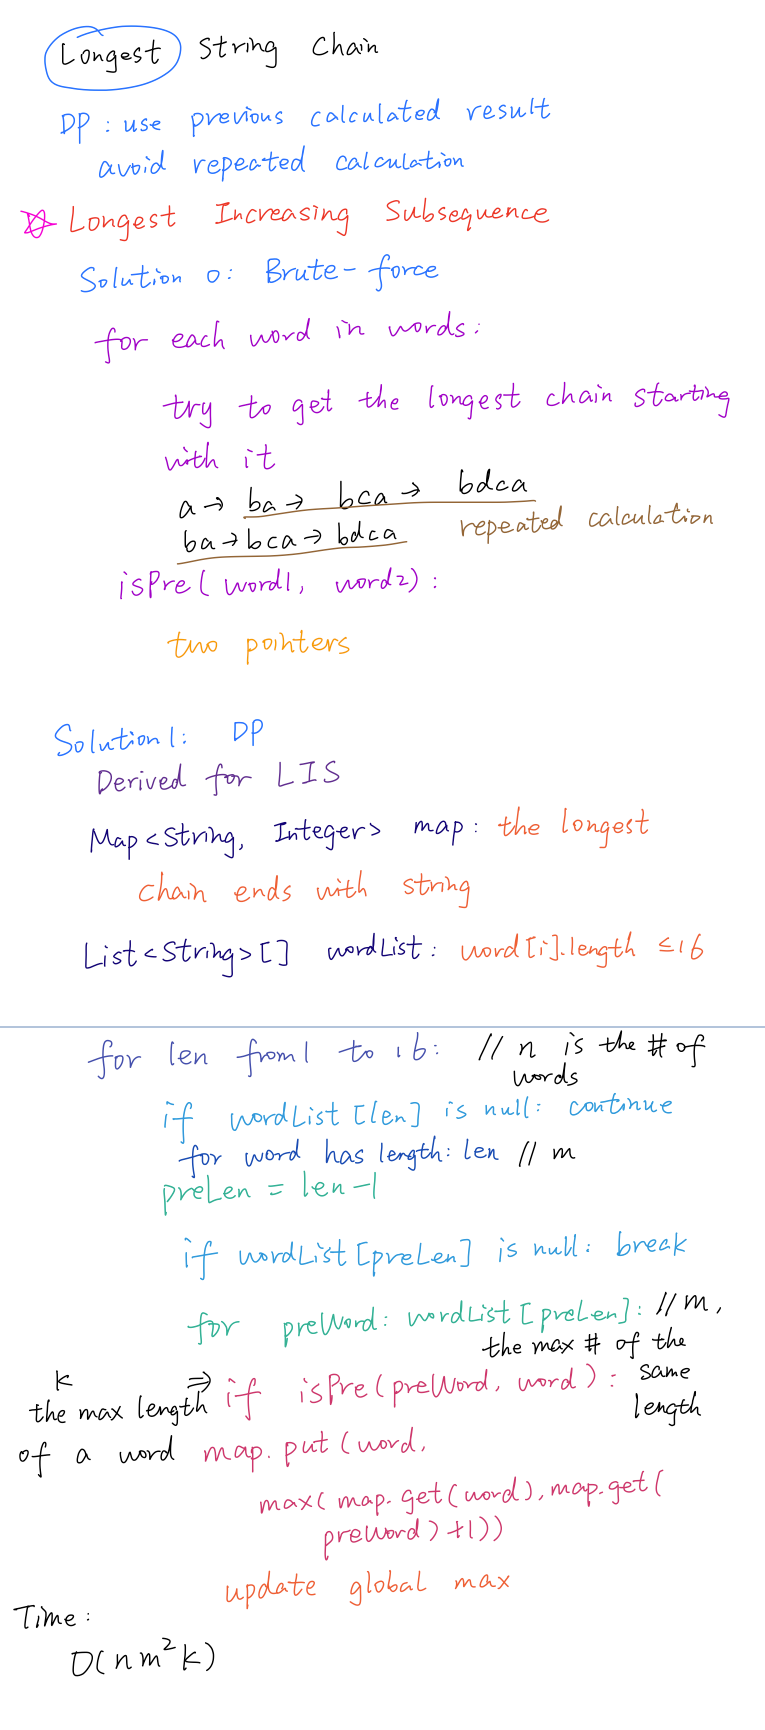 Longest String Chain
DP : use previous calculated result
avoid repeated calculation
Longest Increasing Subsequence
Solution 0: Brute-force
for each word in words:
try to get the longest chain starting
with it
a → ba → bca → bdca
ba → bca → bdca repeated calculation
isPre(word1, word2):
two pointers
Solution 1: DP
Derived for LIS
Map<String, Integer> map: the longest
chain ends with string
List<String>[] wordList: word[i].length ≤16
for len from 1 to 16: // n is the # of
words
if wordList[len] is null: continue
for word has length: len // m
preLen = len-1
if wordList[preLen] is null: break
for preWord: wordList[preLen]: // m,
the max # of the
same
length
k
the max length
of a word
⇒ if isPre(preWord, word):
map.put(word,
max(map.get(word), map.get(
preWord)+1))
update global max
Time:
O(nm²k)